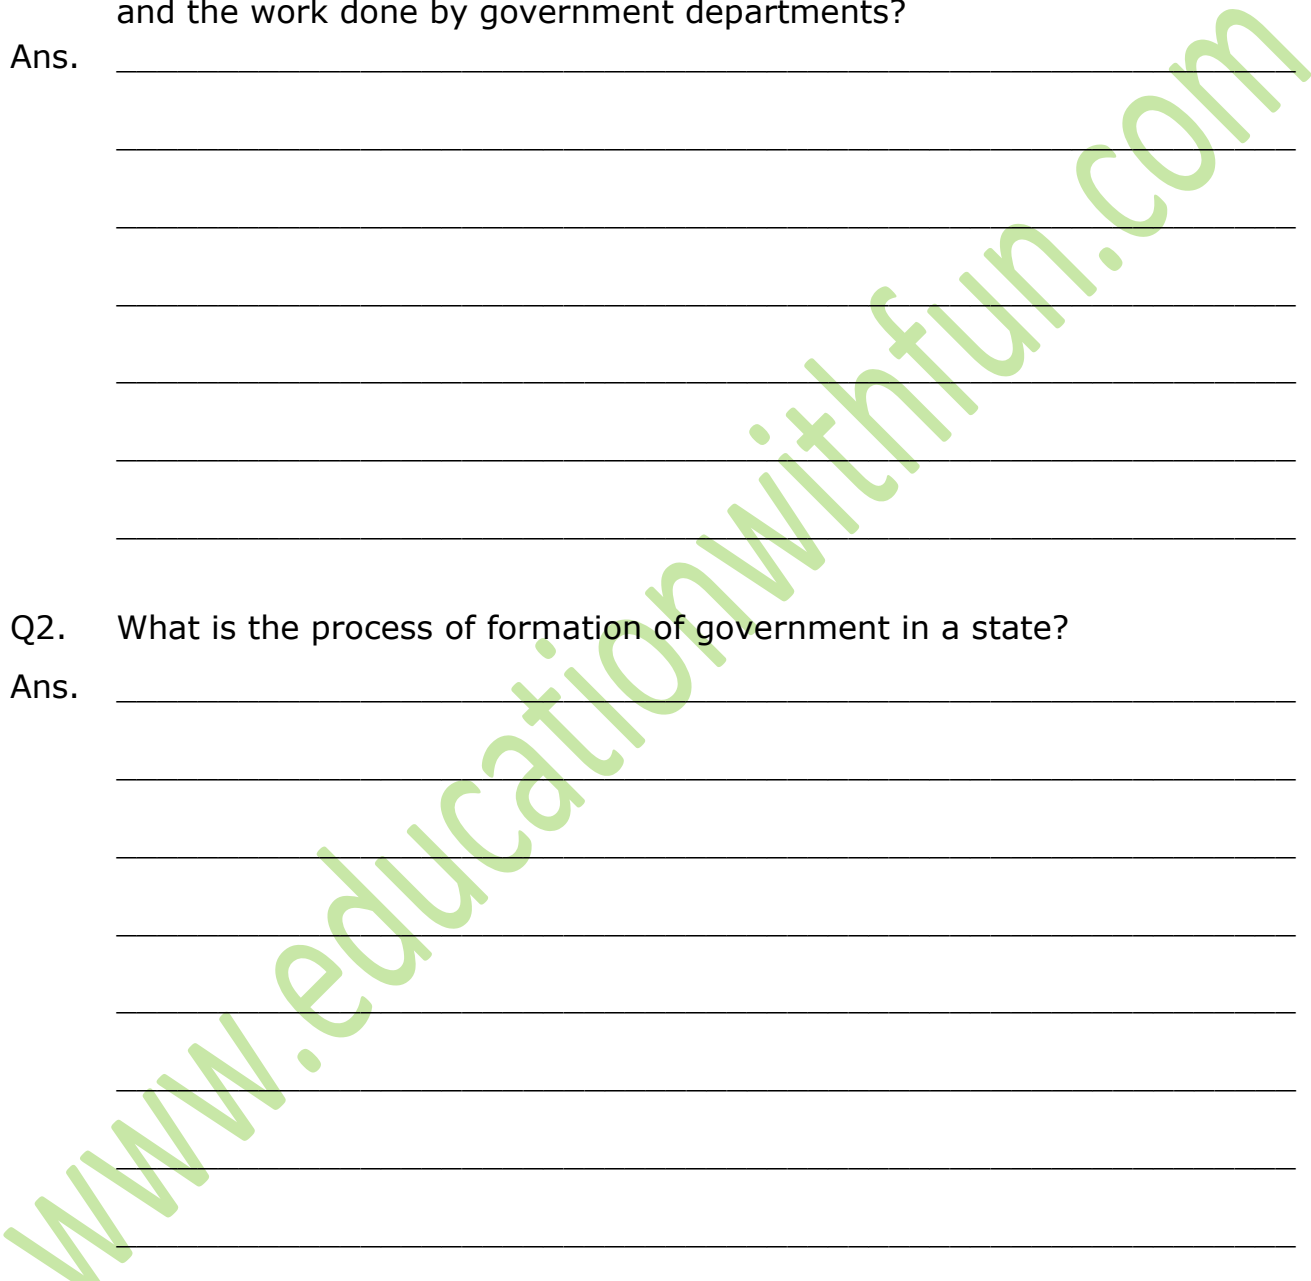 and the work done by government departments?
Ans.
Q2. What is the process of formation of government in a state?
Ans.
www.educationwithfun.com